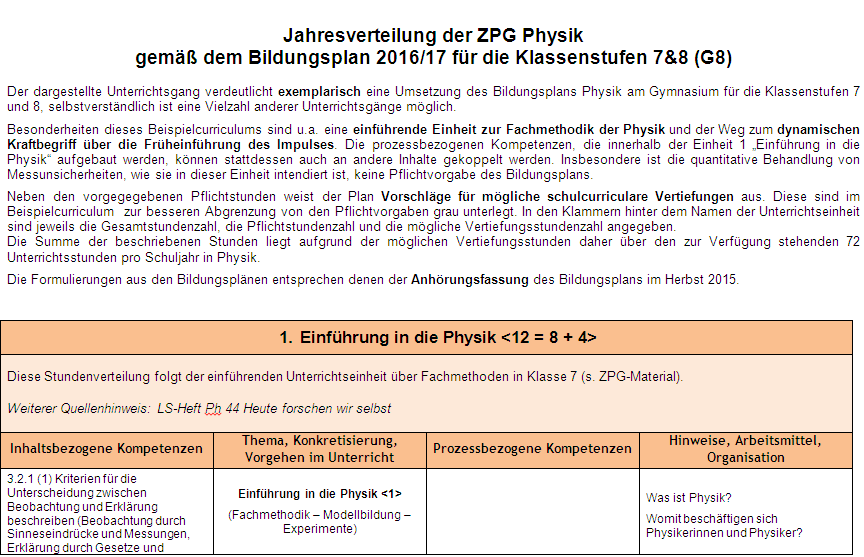 Jahresverteilung der ZPG Physik
gemäß dem Bildungsplan 2016/17 für die Klassenstufen 7&8 (G8)
Der dargestellte Unterrichtsgang verdeutlicht exemplarisch eine Umsetzung des Bildungsplans Physik am Gymnasium für die Klassenstufen 7
und 8, selbstverständlich ist eine Vielzahl anderer Unterrichtsgänge möglich.
Besonderheiten dieses Beispielcurriculums sind u.a. eine einführende Einheit zur Fachmethodik der Physik und der Weg zum dynamischen
Kraftbegriff über die Früheinführung des Impulses. Die prozessbezogenen Kompetenzen, die innerhalb der Einheit 1 „Einführung in die
Physik“ aufgebaut werden, können stattdessen auch an andere Inhalte gekoppelt werden. Insbesondere ist die quantitative Behandlung von
Messunsicherheiten, wie sie in dieser Einheit intendiert ist, keine Pflichtvorgabe des Bildungsplans.
Neben den vorgegebenen Pflichtstunden weist der Plan Vorschläge für mögliche schulcurriculare Vertiefungen aus. Diese sind im
Beispielcurriculum zur besseren Abgrenzung von den Pflichtvorgaben grau unterlegt. In den Klammern hinter dem Namen der Unterrichtseinheit
sind jeweils die Gesamtstundenzahl, die Pflichtstundenzahl und die mögliche Vertiefungsstundenzahl angegeben.
Die Summe der beschriebenen Stunden liegt aufgrund der möglichen Vertiefungsstunden daher über den zur Verfügung stehenden 72
Unterrichtsstunden pro Schuljahr in Physik.
Die Formulierungen aus den Bildungsplänen entsprechen denen der Anhörungsfassung des Bildungsplans im Herbst 2015.
1. Einführung in die Physik <12 = 8 + 4>
Diese Stundenverteilung folgt der einführenden Unterrichtseinheit über Fachmethoden in Klasse 7 (s. ZPG-Material).
Weiterer Quellenhinweis: LS-Heft Ph 44 Heute forschen wir selbst
Inhaltsbezogene Kompetenzen
Thema, Konkretisierung,
Vorgehen im Unterricht
Prozessbezogene Kompetenzen
Hinweise, Arbeitsmittel,
Organisation
3.2.1 (1) Kriterien für die
Unterscheidung zwischen
Beobachtung und Erklärung
beschreiben (Beobachtung durch
Sinneseindrücke und Messungen,
Erklärung durch Gesetze und
Einführung in die Physik <1>
(Fachmethodik – Modellbildung –
Experimente)
Was ist Physik?
Womit beschäftigen sich
Physikerinnen und Physiker?